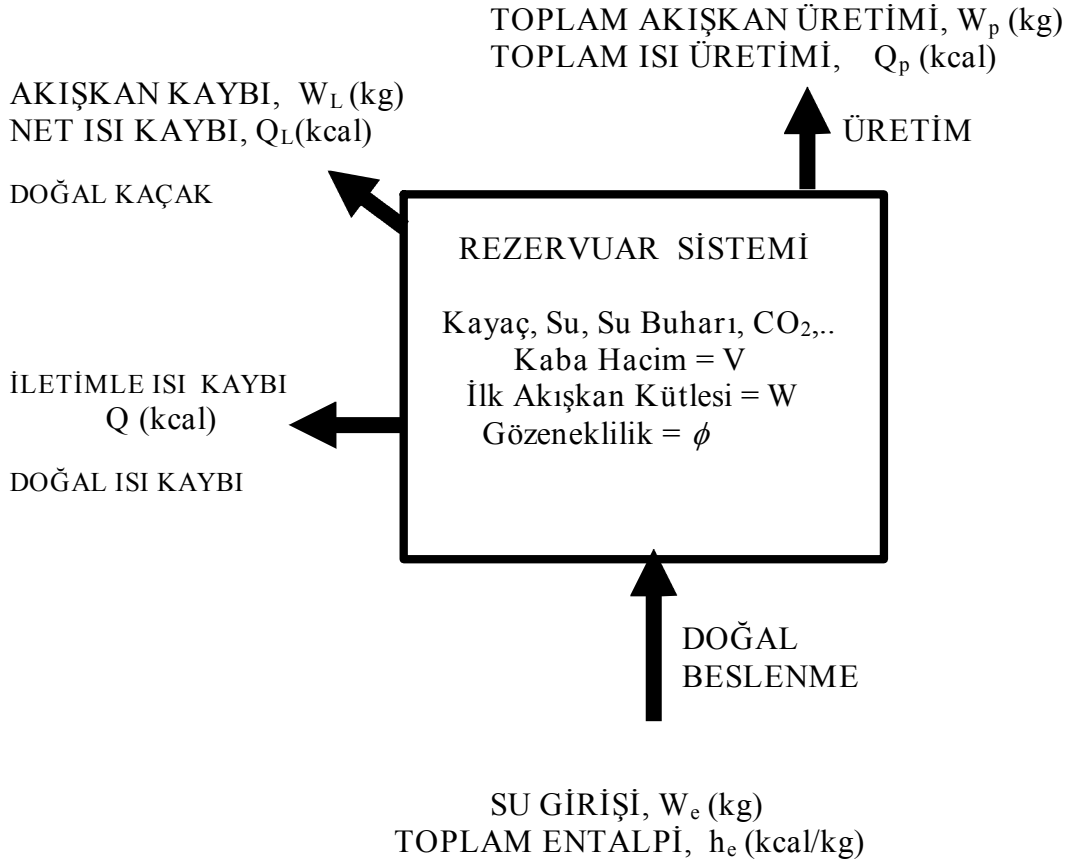 TOPLAM AKIŞKAN ÜRETİMİ, Wp (kg)
TOPLAM ISI ÜRETİMİ, Qp (kcal)
AKIŞKAN KAYBI, WL (kg)
NET ISI KAYBI, QL(kcal)
ÜRETİM
DOĞAL KAÇAK
REZERVUAR SİSTEMİ
Kayaç, Su, Su Buharı, CO2,..
Kaba Hacim = V
İlk Akışkan Kütlesi = W
Gözeneklilik = ϕ
İLETİMLE ISI KAYBI
Q (kcal)
DOĞAL ISI KAYBI
DOĞAL
BESLENME
SU GİRİŞİ, We (kg)
TOPLAM ENTALPİ, he (kcal/kg)